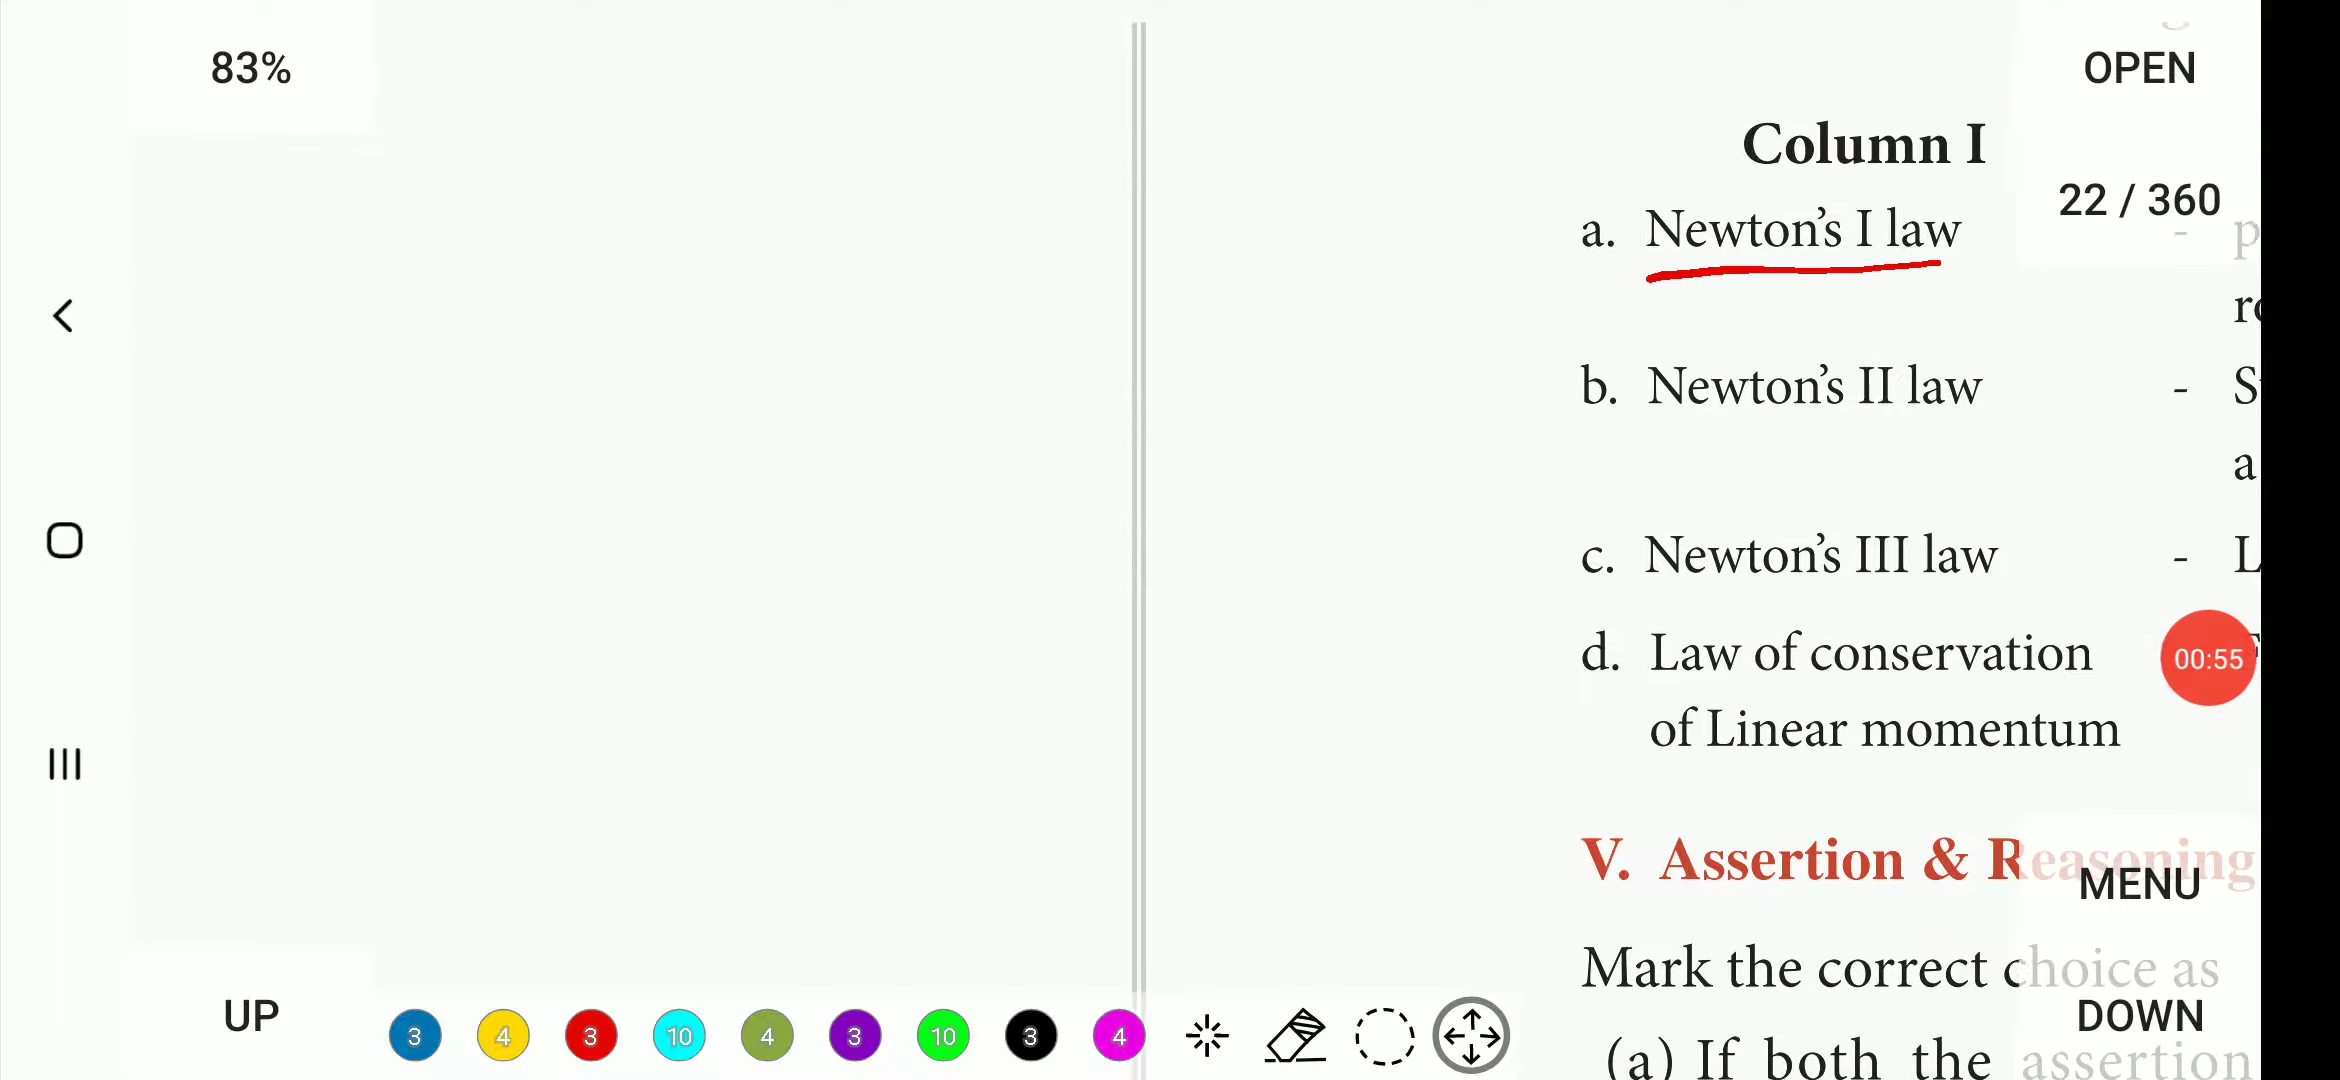 83%
OPEN
Column I
22 / 360
a. Newton's I law - p
b. Newton's II law - S
a
c. Newton's III law - L
d. Law of conservation
00:55
of Linear momentum
V. Assertion & Reasoning
MENU
Mark the correct choice as
UP
DOWN
3 4 3 10 4 3 10 3 4
(a) If both the assertion